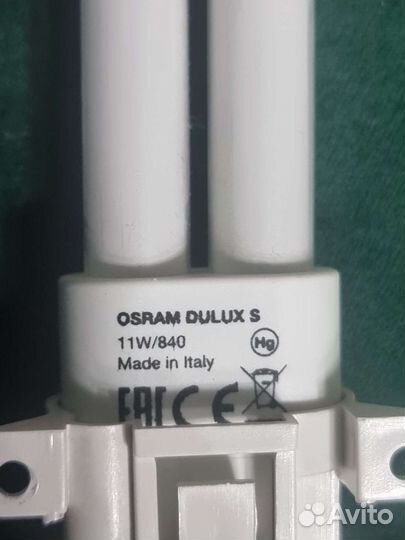 OSRAM DULUX S
11W/840 Hg
Made in Italy
EAC CE
Avito